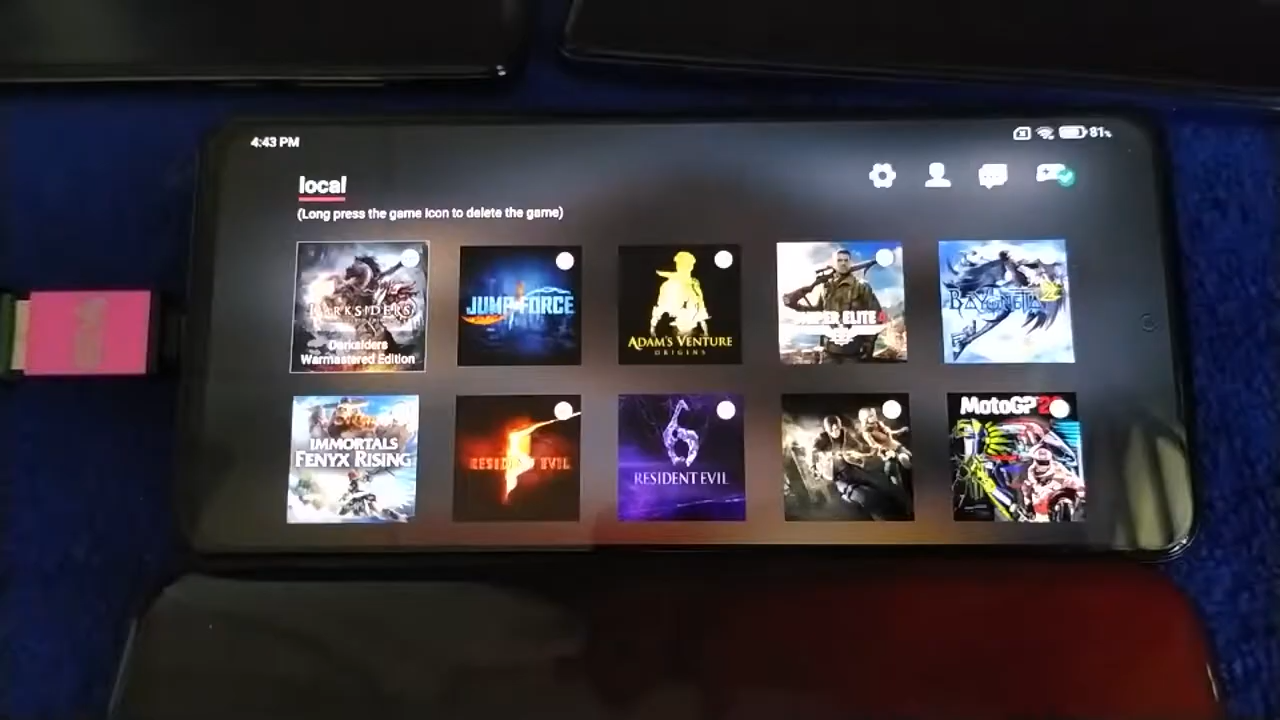 4:43 PM
81%
local
(Long press the game icon to delete the game)
DARKSIDERS
Darksiders
Warmastered Edition
JUMP FORCE
ADAM'S VENTURE
ORIGINS
SNIPER ELITE 4
BAYONETTA 2
IMMORTALS
FENYX RISING
RESIDENT EVIL
RESIDENT EVIL
MotoGP 2